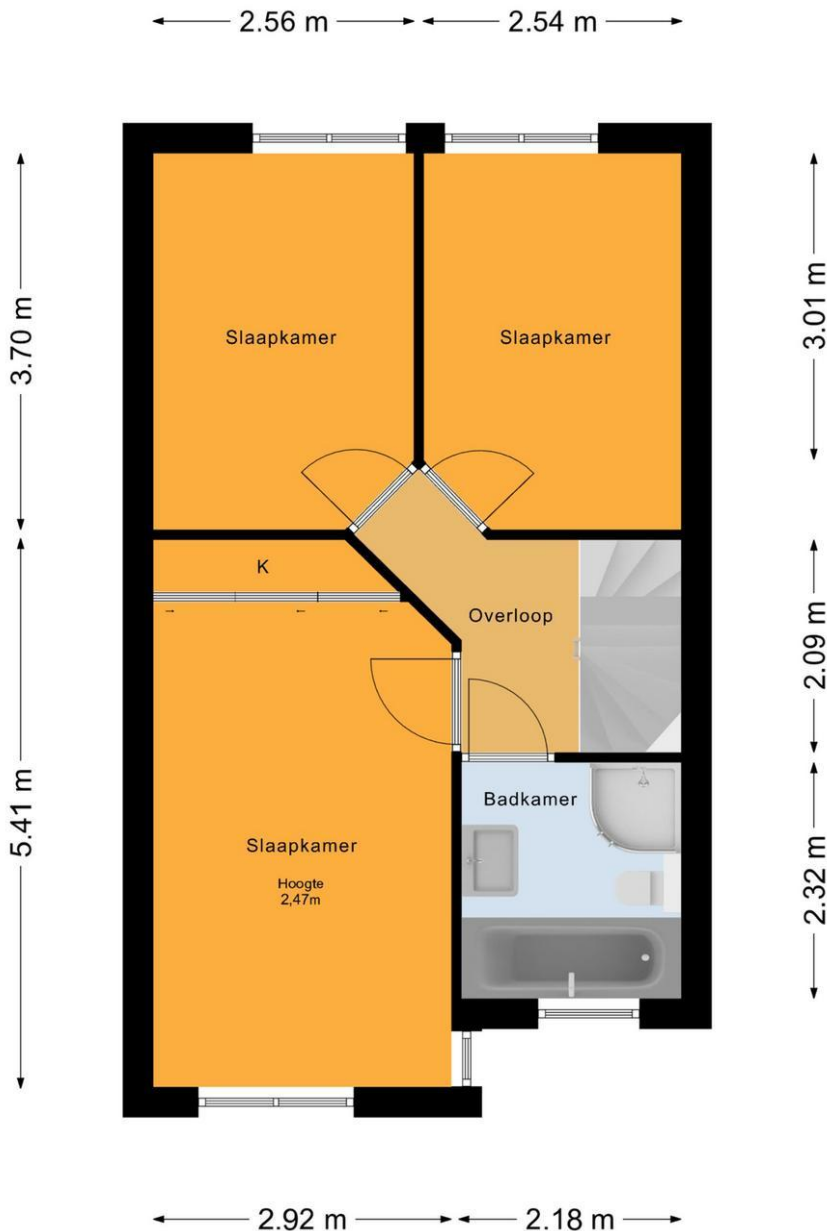 2.56 m
2.54 m
3.70 m
3.01 m
Slaapkamer
Slaapkamer
K
Overloop
2.09 m
5.41 m
Badkamer
Slaapkamer
Hoogte
2,47m
2.32 m
2.92 m
2.18 m